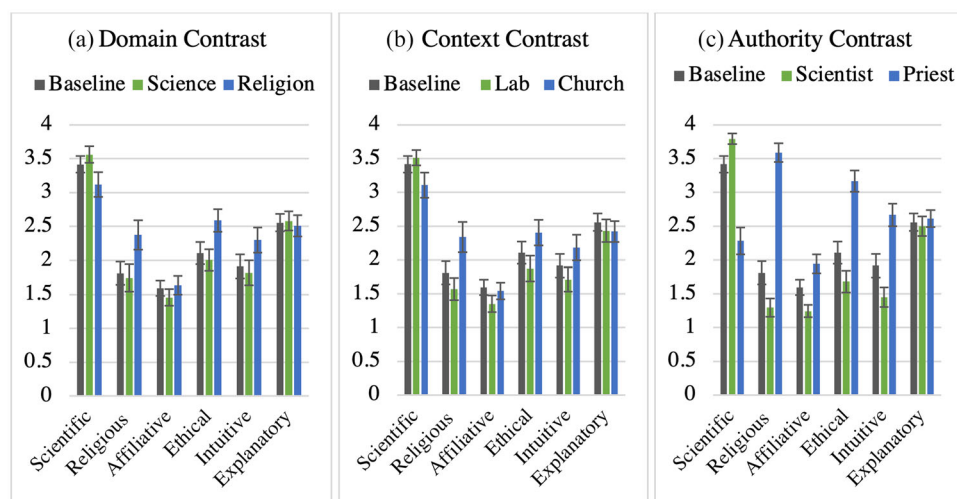 (a) Domain Contrast
Baseline Science Religion
4
3.5
3
2.5
2
1.5
1
0.5
0
Scientific
Religious
Affiliative
Ethical
Intuitive
Explanatory
(b) Context Contrast
Baseline Lab Church
4
3.5
3
2.5
2
1.5
1
0.5
0
Scientific
Religious
Affiliative
Ethical
Intuitive
Explanatory
(c) Authority Contrast
Baseline Scientist Priest
4
3.5
3
2.5
2
1.5
1
0.5
0
Scientific
Religious
Affiliative
Ethical
Intuitive
Explanatory